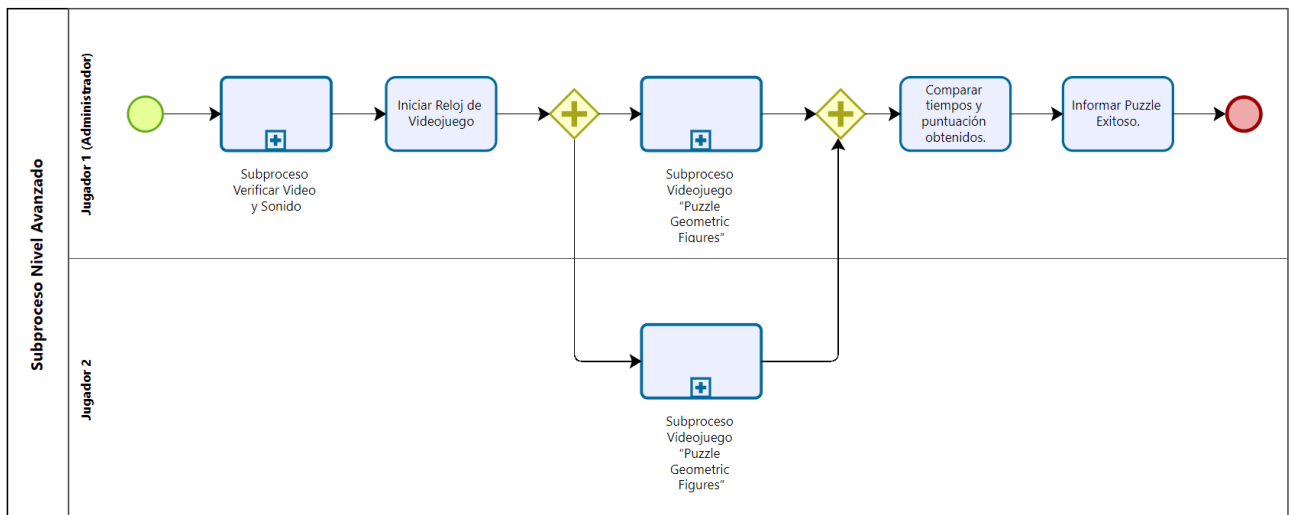 Subproceso Nivel Avanzado
Jugador 1 (Administrador)
Subproceso
Verificar Video
y Sonido
Iniciar Reloj de
Videojuego
Subproceso
Videojuego
“Puzzle
Geometric
Figures”
Comparar
tiempos y
puntuación
obtenidos.
Informar Puzzle
Exitoso.
Jugador 2
Subproceso
Videojuego
“Puzzle
Geometric
Figures”